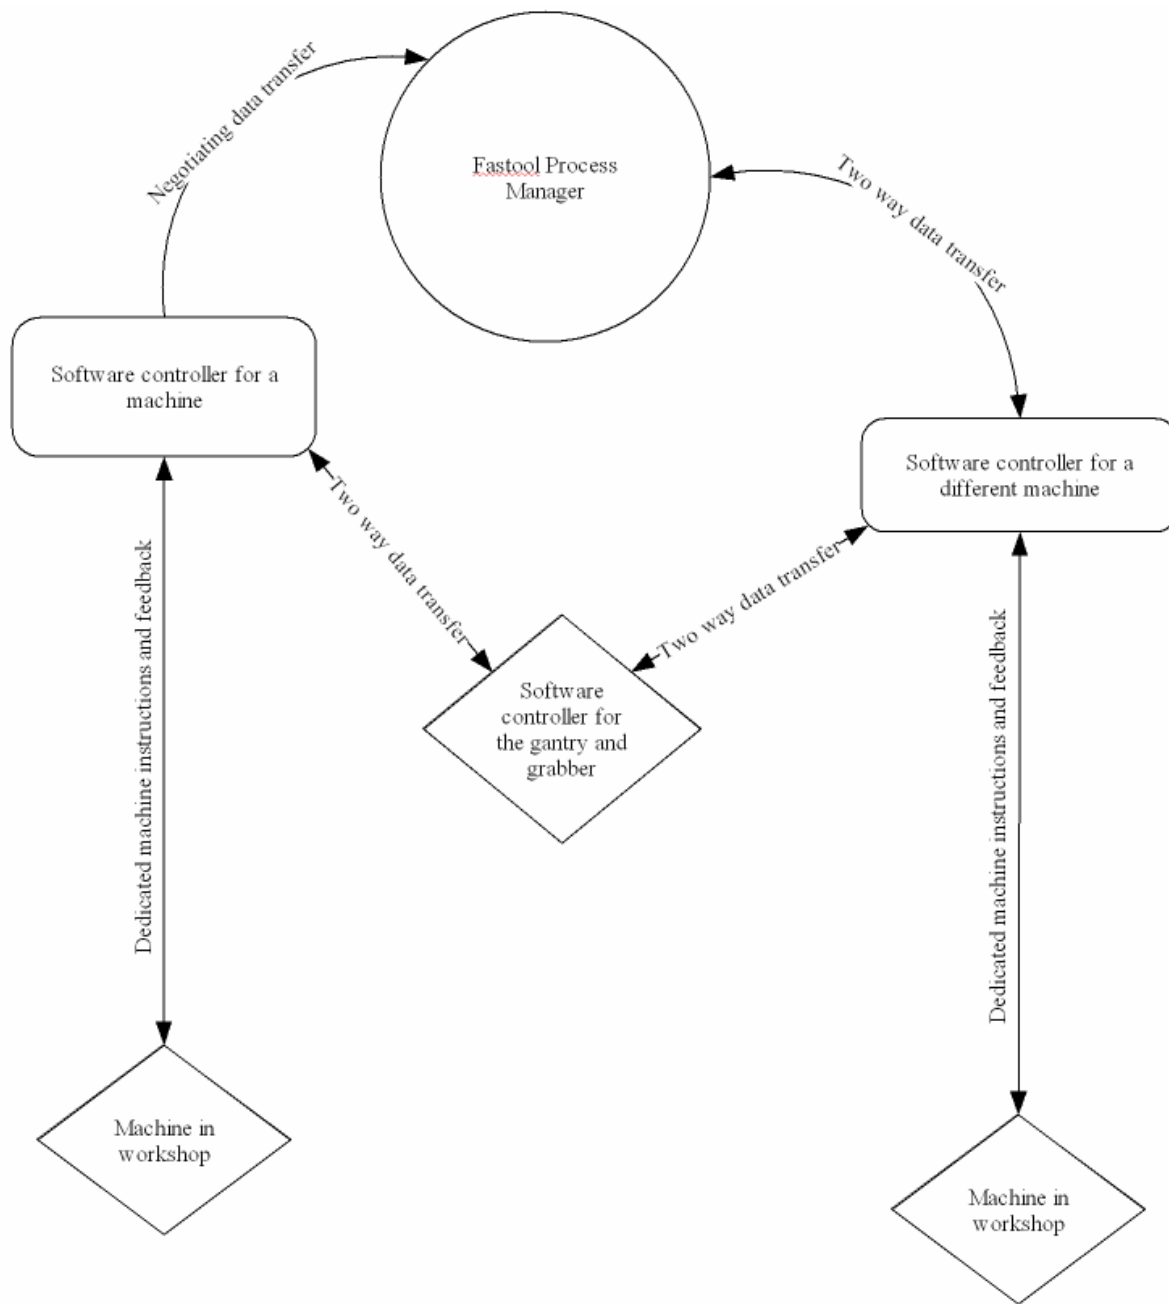 Negotiating data transfer
Fastool Process
Manager
Two way data transfer
Software controller for a
machine
Software controller for a
different machine
Two way data transfer
Two way data transfer
Dedicated machine instructions and feedback
Dedicated machine instructions and feedback
Software
controller for
the gantry and
grabber
Machine in
workshop
Machine in
workshop